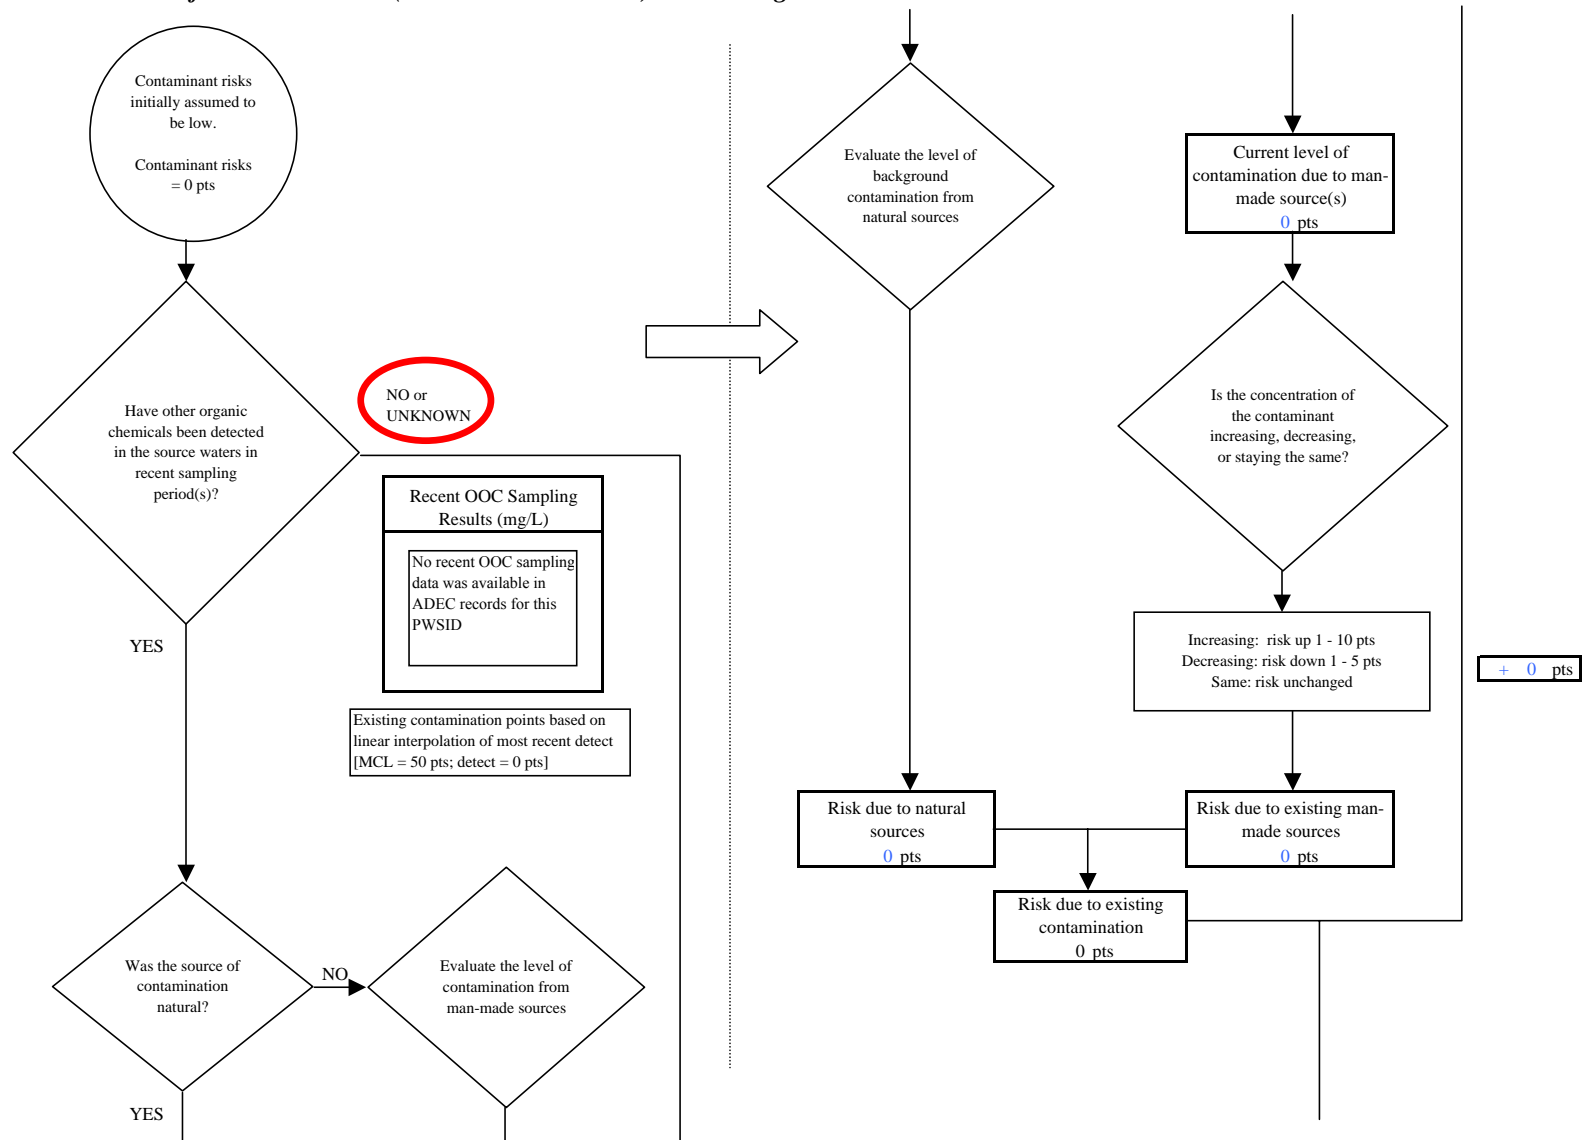 Contaminant risks
initially assumed to
be low.
Contaminant risks
= 0 pts
Have other organic
chemicals been detected
in the source waters in
recent sampling
period(s)?
NO or
UNKNOWN
Recent OOC Sampling
Results (mg/L)
No recent OOC sampling
data was available in
ADEC records for this
PWSID
YES
Existing contamination points based on
linear interpolation of most recent detect
[MCL = 50 pts; detect = 0 pts]
Was the source of
contamination
natural?
NO
Evaluate the level of
contamination from
man-made sources
YES
Evaluate the level of
background
contamination from
natural sources
Current level of
contamination due to man-
made source(s)
0 pts
Is the concentration of
the contaminant
increasing, decreasing,
or staying the same?
Increasing: risk up 1 - 10 pts
Decreasing: risk down 1 - 5 pts
Same: risk unchanged
+ 0 pts
Risk due to natural
sources
0 pts
Risk due to existing man-
made sources
0 pts
Risk due to existing
contamination
0 pts